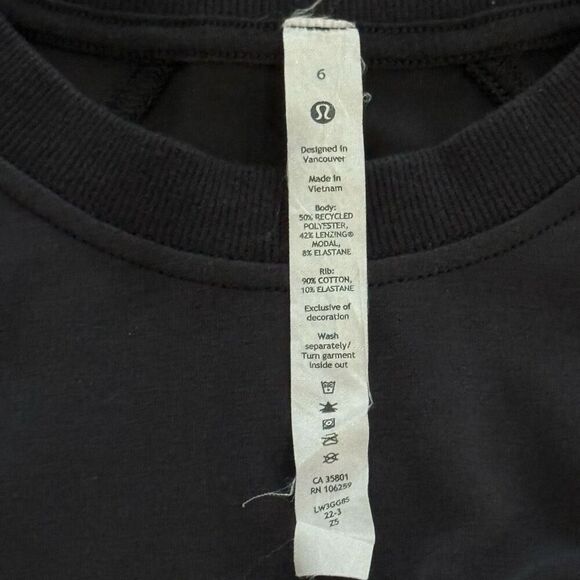 6
Designed in
Vancouver
Made in
Vietnam
Body:
50% RECYCLED
POLYESTER,
42% LENZING®
MODAL,
8% ELASTANE
Rib:
90% COTTON,
10% ELASTANE
Exclusive of
decoration
Wash
separately/
Turn garment
inside out
CA 35801
RN 106259
LW3GG8S
22-3
25